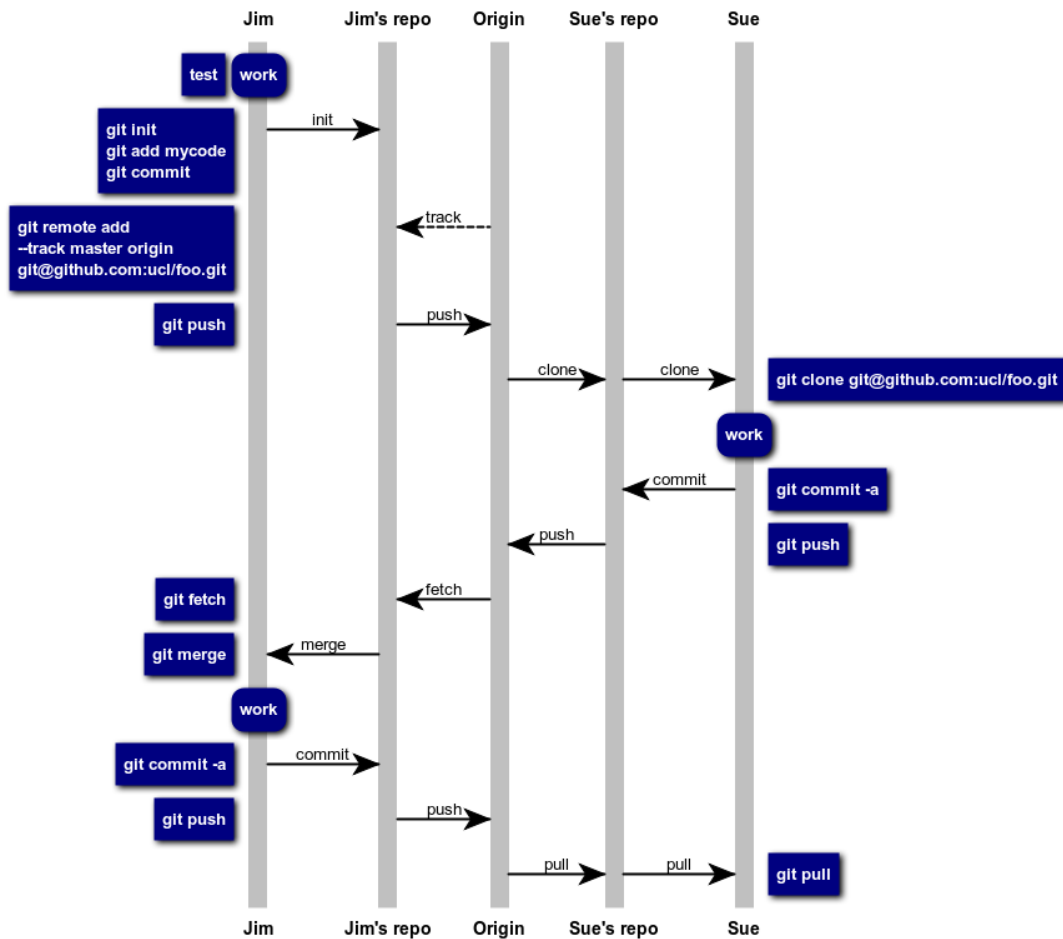 Jim Jim's repo Origin Sue's repo Sue
test work
init
git init
git add mycode
git commit
track
git remote add
--track master origin
git@github.com:ucl/foo.git
git push push
clone clone git clone git@github.com:ucl/foo.git
work
commit git commit -a
push git push
git fetch fetch
git merge merge
work
git commit -a commit
git push push
pull pull git pull
Jim Jim's repo Origin Sue's repo Sue